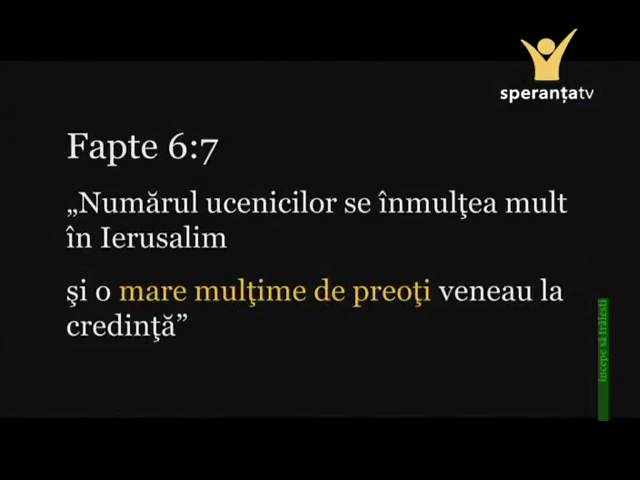 speranțatv
Fapte 6:7
„Numărul ucenicilor se înmulţea mult
în Ierusalim
şi o mare mulţime de preoţi veneau la
credinţă”
începe să trăieşti